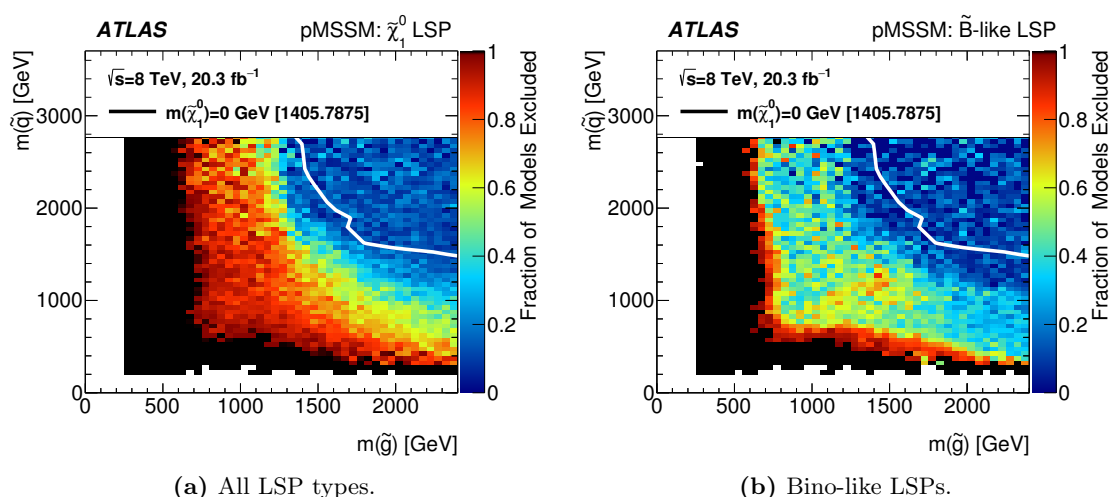 ATLAS pMSSM: χ̃₁⁰ LSP
√s=8 TeV, 20.3 fb⁻¹
m(χ̃₁⁰)=0 GeV [1405.7875]
m(q̃) [GeV]
3000
2000
1000
0
0 500 1000 1500 2000
m(g̃) [GeV]
1
0.8
0.6
0.4
0.2
0
Fraction of Models Excluded
(a) All LSP types.
ATLAS pMSSM: B̃-like LSP
√s=8 TeV, 20.3 fb⁻¹
m(χ̃₁⁰)=0 GeV [1405.7875]
m(q̃) [GeV]
3000
2000
1000
0
0 500 1000 1500 2000
m(g̃) [GeV]
1
0.8
0.6
0.4
0.2
0
Fraction of Models Excluded
(b) Bino-like LSPs.